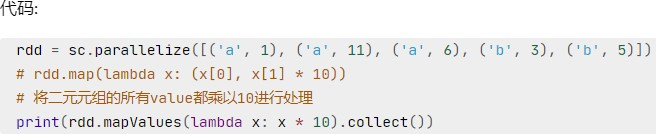 代码:
rdd = sc.parallelize([('a', 1), ('a', 11), ('a', 6), ('b', 3), ('b', 5)])
# rdd.map(lambda x: (x[0], x[1] * 10))
# 将二元元组的所有value都乘以10进行处理
print(rdd.mapValues(lambda x: x * 10).collect())